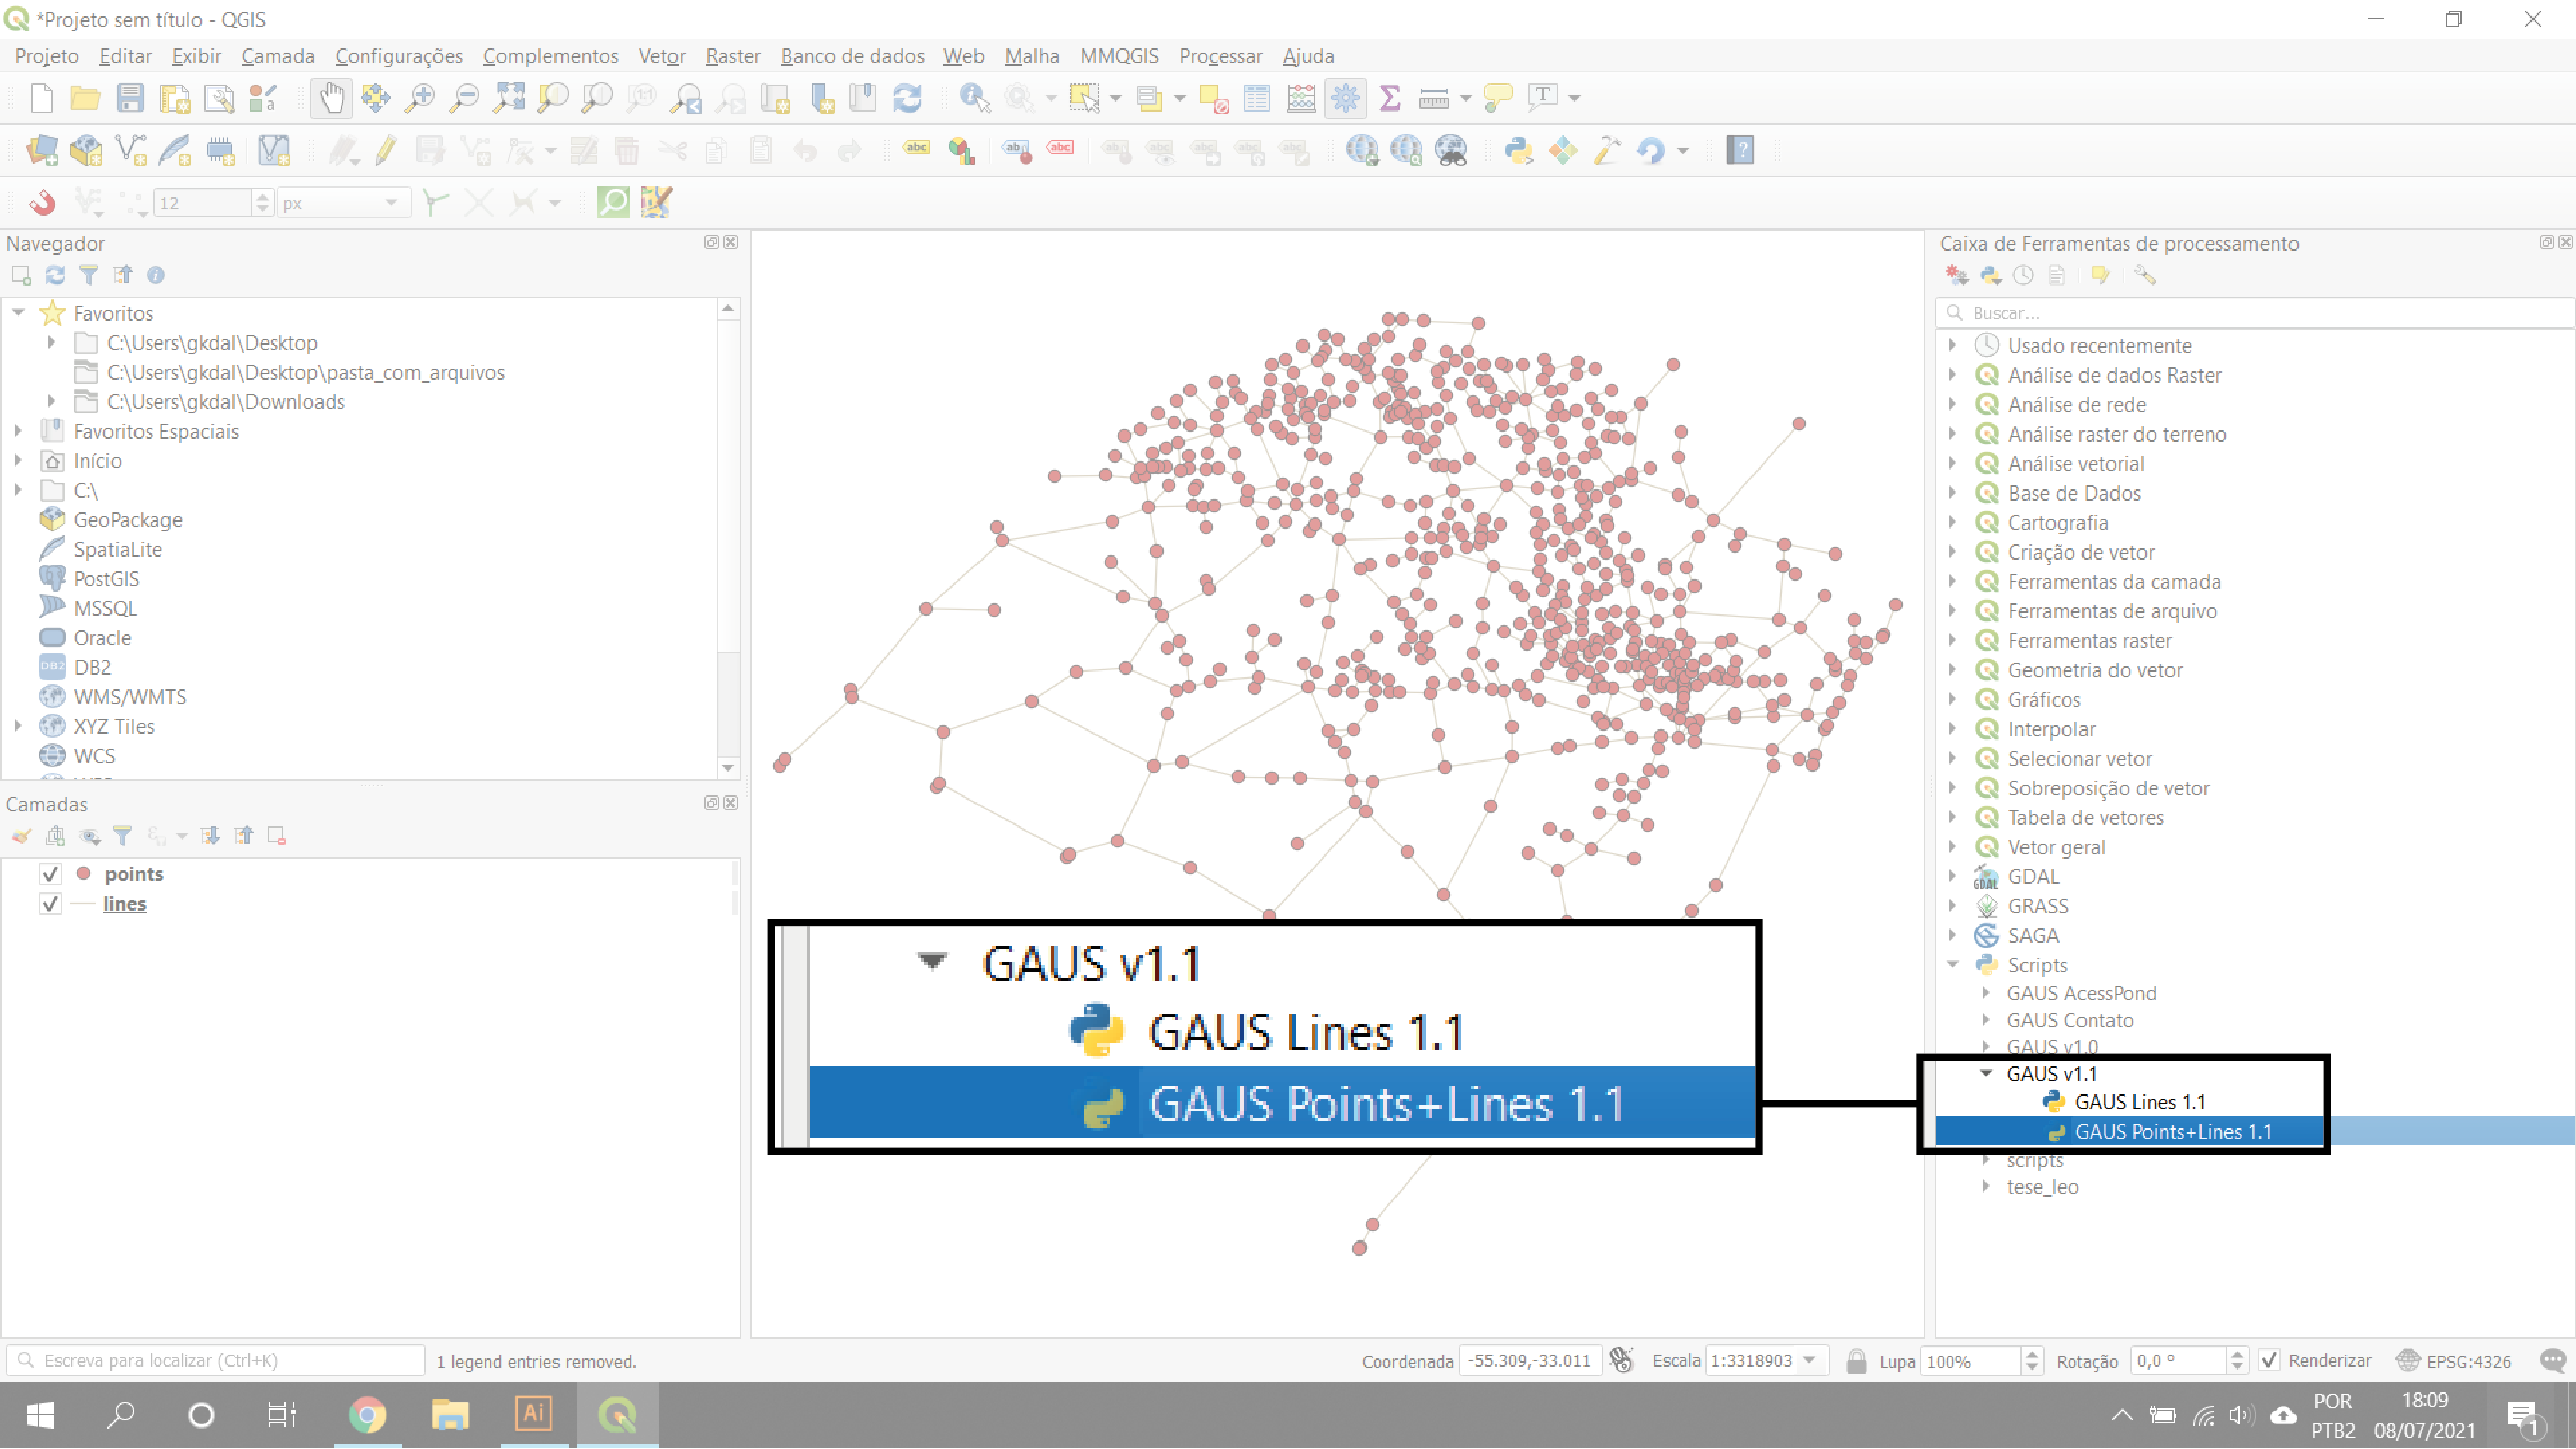 *Projeto sem título - QGIS
Projeto Editar Exibir Camada Configurações Complementos Vetor Raster Banco de dados Web Malha MMQGIS Processar Ajuda
12 px
Navegador
Favoritos
C:\Users\gkdal\Desktop
C:\Users\gkdal\Desktop\pasta_com_arquivos
C:\Users\gkdal\Downloads
Favoritos Espaciais
Início
C:\
GeoPackage
SpatiaLite
PostGIS
MSSQL
Oracle
DB2
WMS/WMTS
XYZ Tiles
WCS
Camadas
points
lines
GAUS v1.1
GAUS Lines 1.1
GAUS Points+Lines 1.1
Caixa de Ferramentas de processamento
Buscar...
Usado recentemente
Análise de dados Raster
Análise de rede
Análise raster do terreno
Análise vetorial
Base de Dados
Cartografia
Criação de vetor
Ferramentas da camada
Ferramentas de arquivo
Ferramentas raster
Geometria do vetor
Gráficos
Interpolar
Selecionar vetor
Sobreposição de vetor
Tabela de vetores
Vetor geral
GDAL
GRASS
SAGA
Scripts
GAUS AcessPond
GAUS Contato
GAUS v1.0
GAUS v1.1
GAUS Lines 1.1
GAUS Points+Lines 1.1
scripts
tese_leo
Escreva para localizar (Ctrl+K) 1 legend entries removed. Coordenada -55.309,-33.011 Escala 1:3318903 Lupa 100% Rotação 0,0 ° Renderizar EPSG:4326
Ai
POR 18:09
PTB2 08/07/2021
1